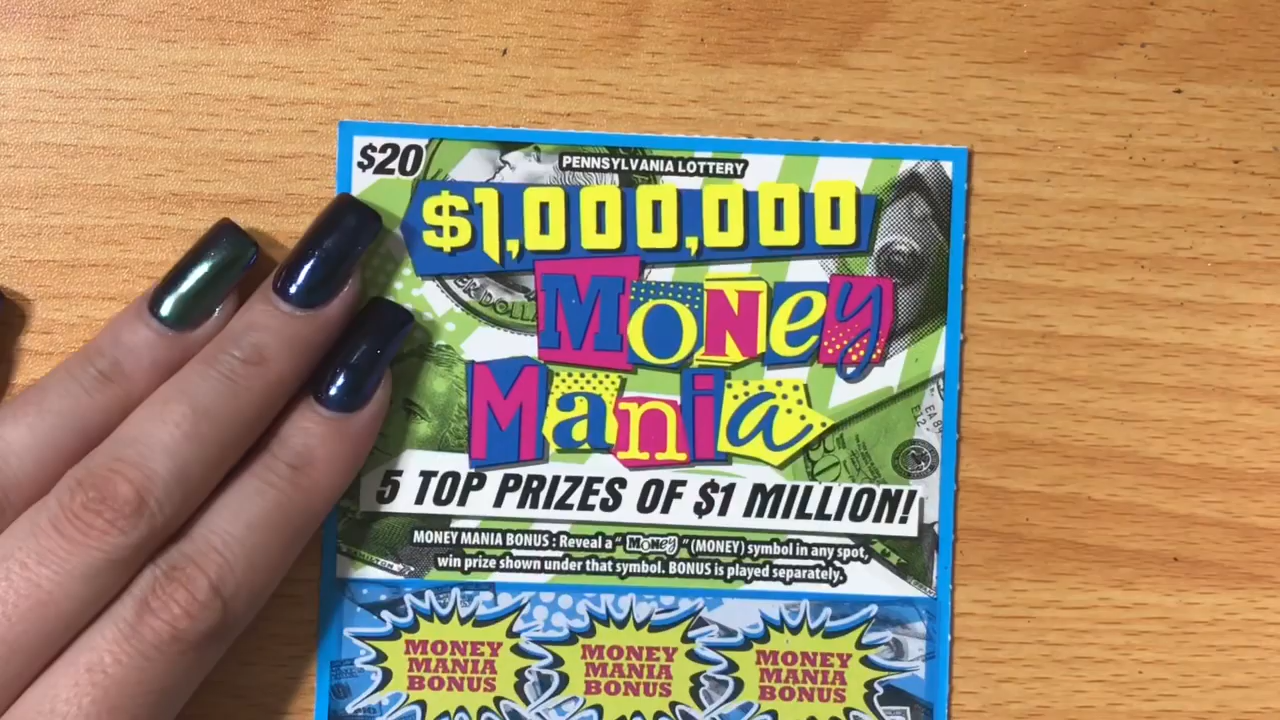 $20
PENNSYLVANIA LOTTERY
$1,000,000
Money
Mania
5 TOP PRIZES OF $1 MILLION!
MONEY MANIA BONUS : Reveal a " MONEY " (MONEY) symbol in any spot,
win prize shown under that symbol. BONUS is played separately.
MONEY MANIA BONUS
MONEY MANIA BONUS
MONEY MANIA BONUS